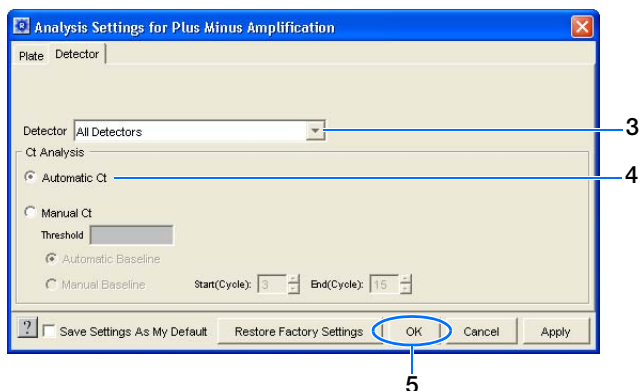 R Analysis Settings for Plus Minus Amplification
Plate Detector
Detector All Detectors 3
Ct Analysis
Automatic Ct 4
Manual Ct
Threshold
Automatic Baseline
Manual Baseline Start(Cycle): 3 End(Cycle): 15
? Save Settings As My Default Restore Factory Settings OK Cancel Apply
5